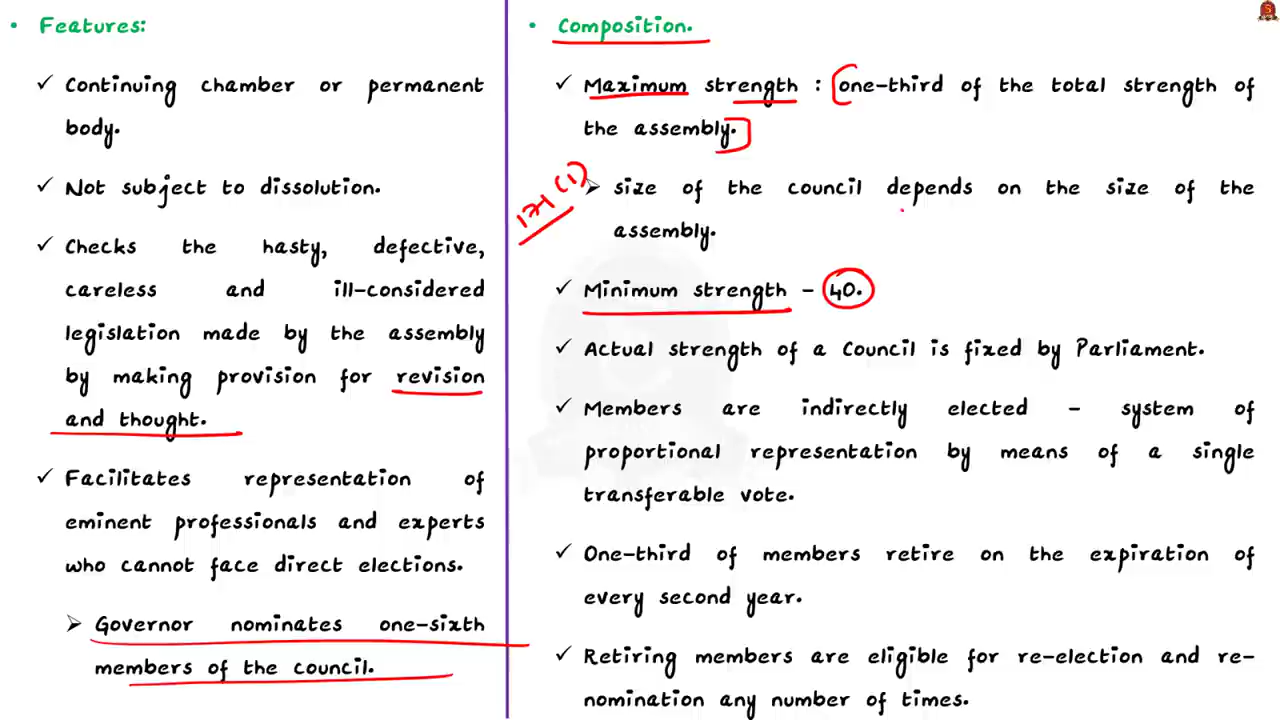 • Features:
✓ Continuing chamber or permanent
body.
✓ Not subject to dissolution.
✓ Checks the hasty, defective,
careless and ill-considered
legislation made by the assembly
by making provision for revision
and thought.
✓ Facilitates representation of
eminent professionals and experts
who cannot face direct elections.
➢ Governor nominates one-sixth
members of the council.
• Composition.
✓ Maximum strength : [one-third of the total strength of
the assembly.]
171 (1)
➢ size of the council depends on the size of the
assembly.
✓ Minimum strength - 40.
✓ Actual strength of a Council is fixed by Parliament.
✓ Members are indirectly elected - system of
proportional representation by means of a single
transferable vote.
✓ One-third of members retire on the expiration of
every second year.
✓ Retiring members are eligible for re-election and re-
nomination any number of times.